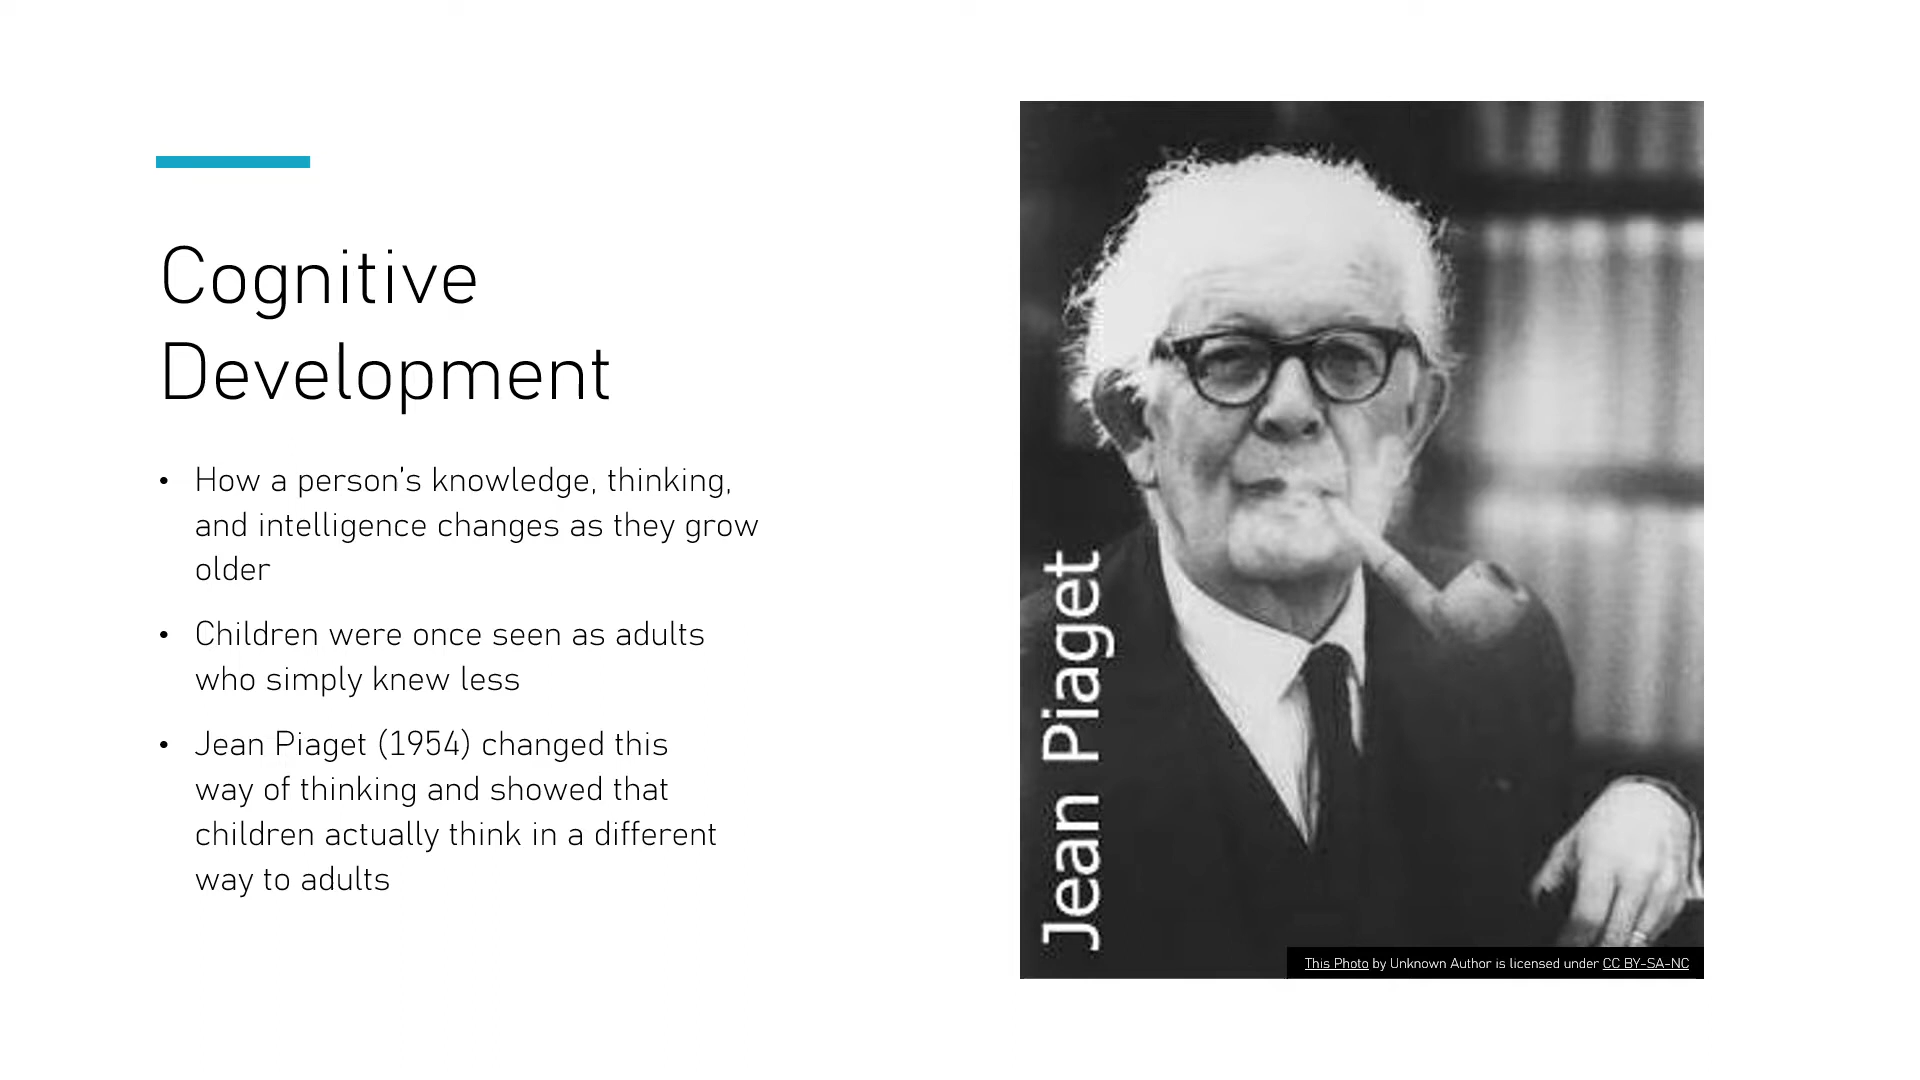 Cognitive
Development
• How a person's knowledge, thinking,
and intelligence changes as they grow
older
• Children were once seen as adults
who simply knew less
• Jean Piaget (1954) changed this
way of thinking and showed that
children actually think in a different
way to adults
Jean Piaget
This Photo by Unknown Author is licensed under CC BY-SA-NC